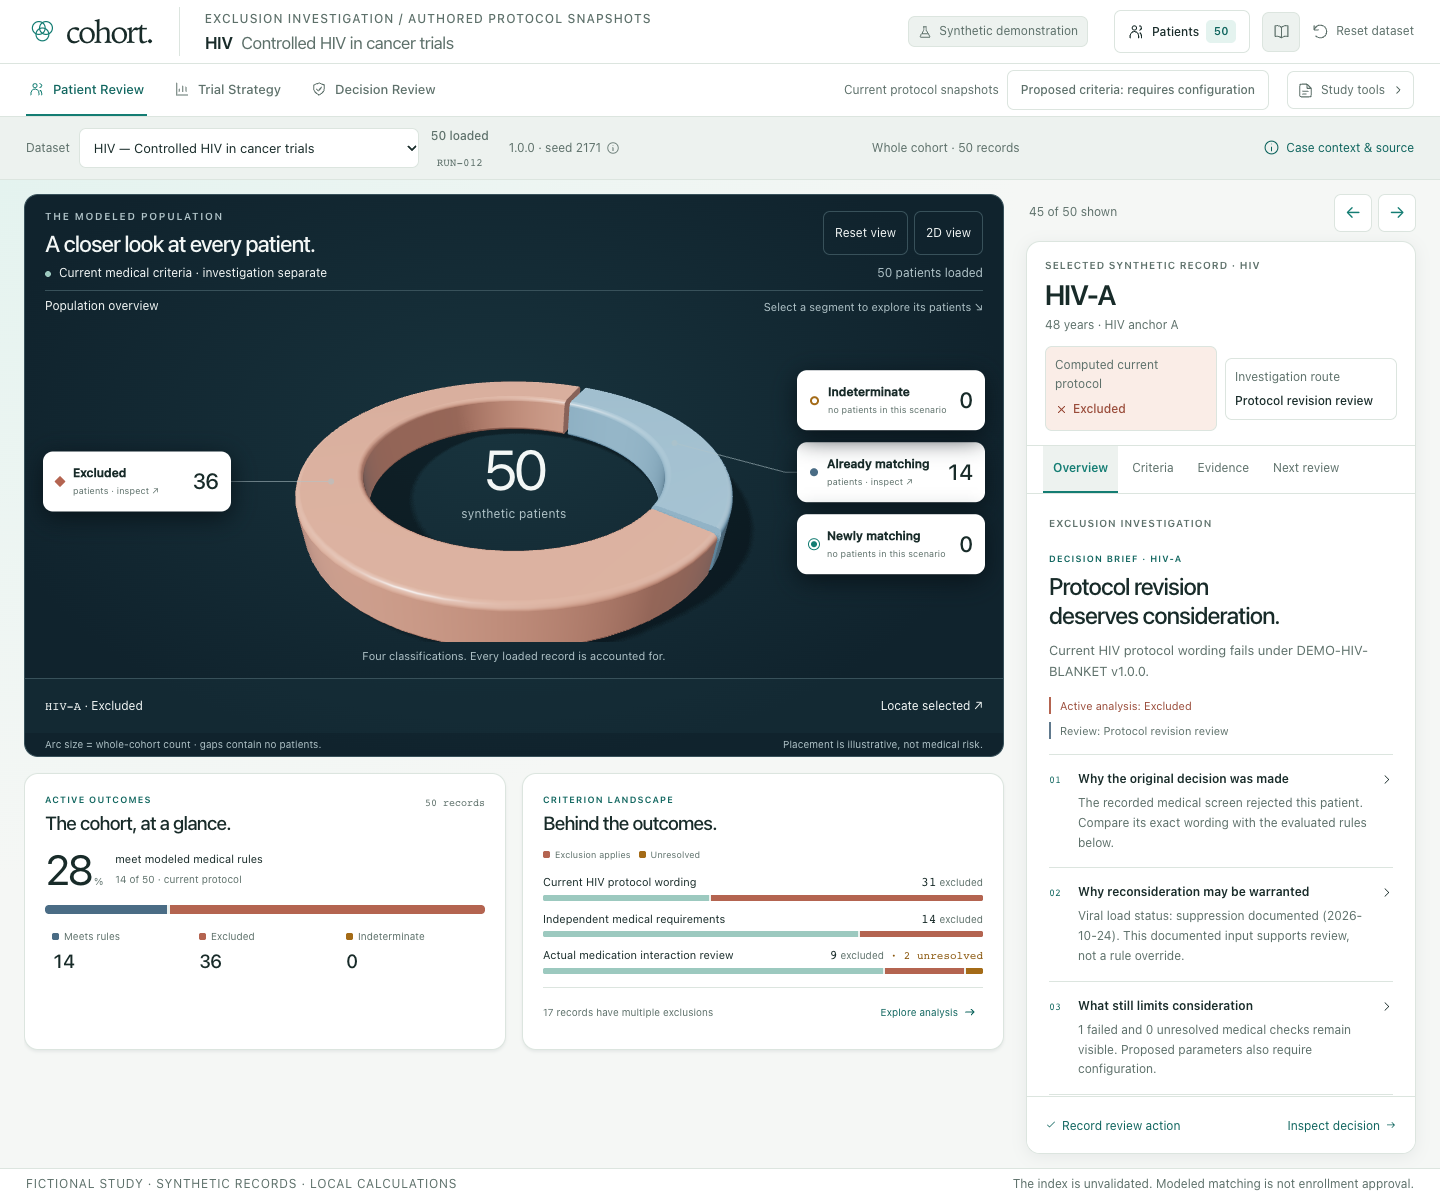 cohort.
EXCLUSION INVESTIGATION / AUTHORED PROTOCOL SNAPSHOTS
HIV Controlled HIV in cancer trials
Synthetic demonstration
Patients 50
Reset dataset
Patient Review
Trial Strategy
Decision Review
Current protocol snapshots
Proposed criteria: requires configuration
Study tools
Dataset
HIV — Controlled HIV in cancer trials
50 loaded
RUN-012
1.0.0 · seed 2171
Whole cohort · 50 records
Case context & source
THE MODELED POPULATION
A closer look at every patient.
Reset view
2D view
Current medical criteria · investigation separate
50 patients loaded
Population overview
Select a segment to explore its patients ↘
Excluded
patients · inspect ↗
36
50
synthetic patients
Indeterminate
no patients in this scenario
0
Already matching
patients · inspect ↗
14
Newly matching
no patients in this scenario
0
Four classifications. Every loaded record is accounted for.
HIV-A · Excluded
Locate selected ↗
Arc size = whole-cohort count · gaps contain no patients.
Placement is illustrative, not medical risk.
ACTIVE OUTCOMES
50 records
The cohort, at a glance.
28%
meet modeled medical rules
14 of 50 · current protocol
Meets rules
14
Excluded
36
Indeterminate
0
CRITERION LANDSCAPE
Behind the outcomes.
Exclusion applies
Unresolved
Current HIV protocol wording
31 excluded
Independent medical requirements
14 excluded
Actual medication interaction review
9 excluded · 2 unresolved
17 records have multiple exclusions
Explore analysis →
45 of 50 shown
← →
SELECTED SYNTHETIC RECORD · HIV
HIV-A
48 years · HIV anchor A
Computed current
protocol
Excluded
Investigation route
Protocol revision review
Overview
Criteria
Evidence
Next review
EXCLUSION INVESTIGATION
DECISION BRIEF · HIV-A
Protocol revision
deserves consideration.
Current HIV protocol wording fails under DEMO-HIV-
BLANKET v1.0.0.
Active analysis: Excluded
Review: Protocol revision review
01 Why the original decision was made
The recorded medical screen rejected this patient.
Compare its exact wording with the evaluated rules
below.
02 Why reconsideration may be warranted
Viral load status: suppression documented (2026-
10-24). This documented input supports review,
not a rule override.
03 What still limits consideration
1 failed and 0 unresolved medical checks remain
visible. Proposed parameters also require
configuration.
Record review action
Inspect decision →
FICTIONAL STUDY · SYNTHETIC RECORDS · LOCAL CALCULATIONS
The index is unvalidated. Modeled matching is not enrollment approval.